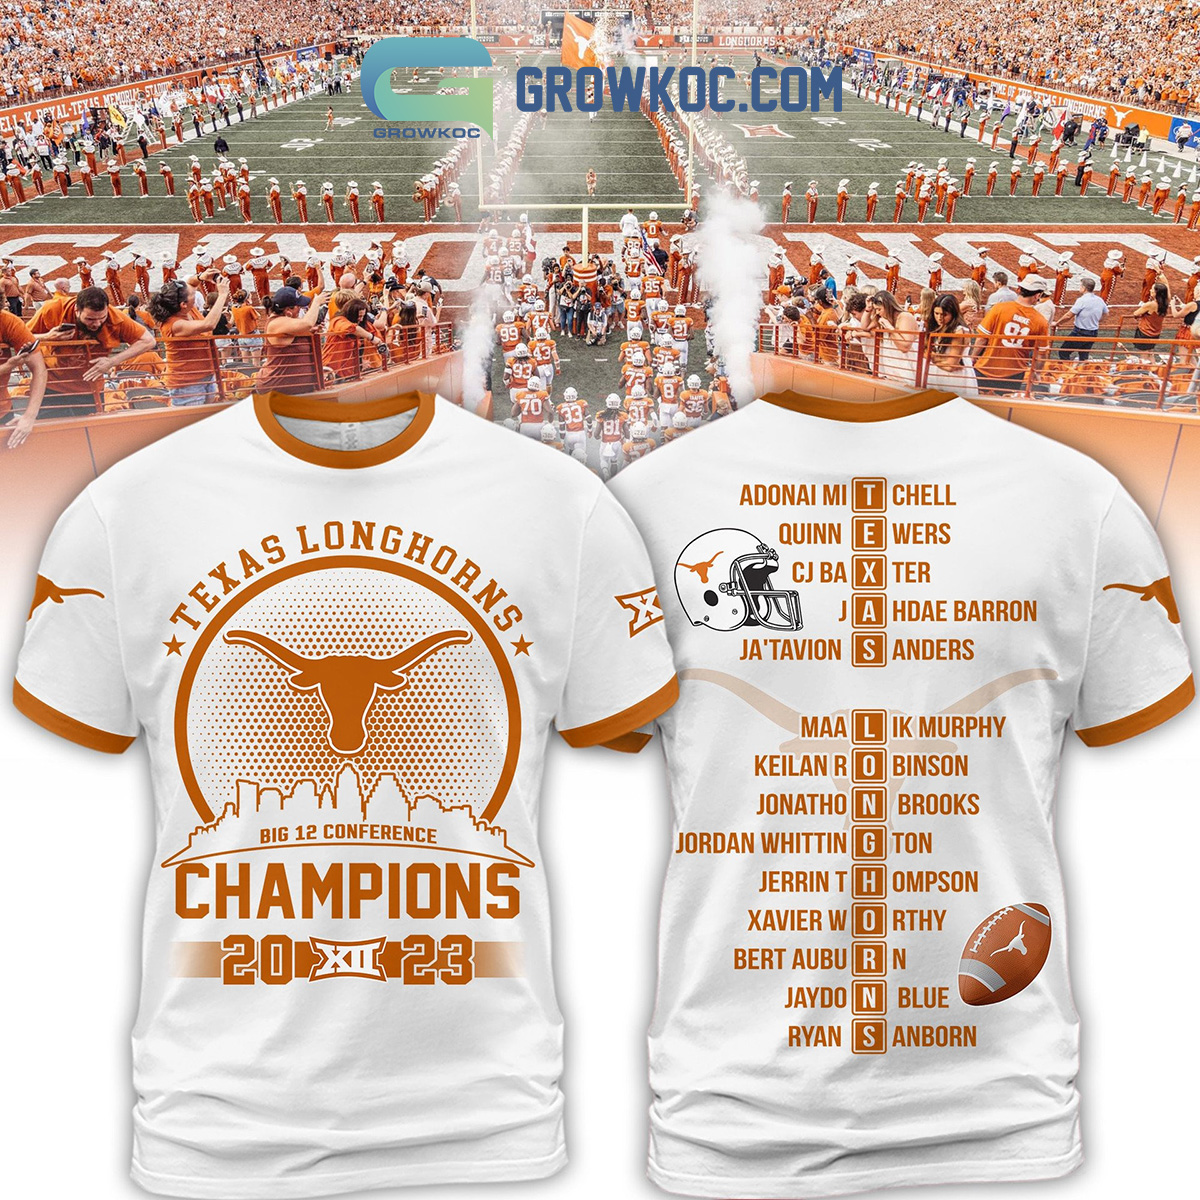 GROWKOC.COM
GROWKOC
LONGHORNS
TEXAS LONGHORNS
BIG 12 CONFERENCE
CHAMPIONS
20 XII 23
ADONAI MITCHELL
QUINN EWERS
CJ BAXTER
JAHDAE BARRON
JA'TAVION SANDERS
MAALIK MURPHY
KEILAN ROBINSON
JONATHON BROOKS
JORDAN WHITTINGTON
JERRIN THOMPSON
XAVIER WORTHY
BERT AUBURN
JAYDON BLUE
RYAN SANBORN